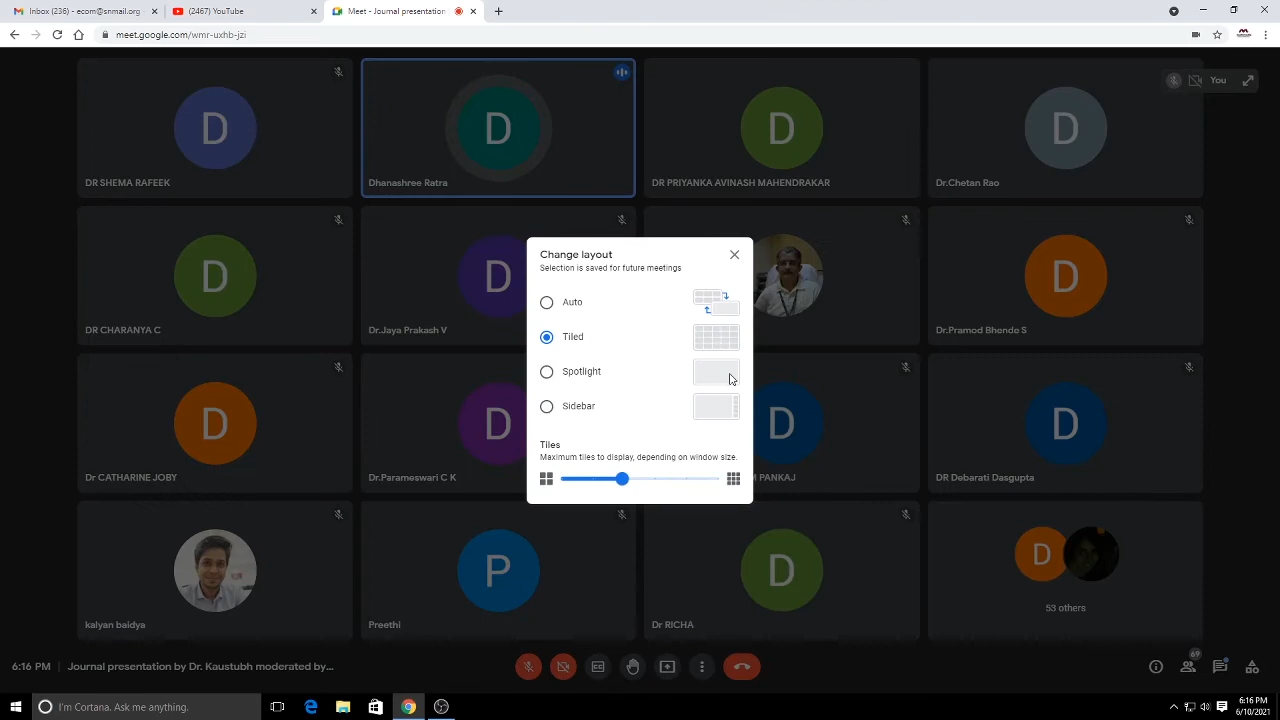 Inbox (236) - ecom@snmail.org
(2467) YouTube
Meet - Journal presentation
meet.google.com/wmr-uxhb-jzi
You
DR SHEMA RAFEEK
D
Dhanashree Ratra
D
DR PRIYANKA AVINASH MAHENDRAKAR
D
Dr.Chetan Rao
D
DR CHARANYA C
D
Dr.Jaya Prakash V
D
Dr.Pramod Bhende S
D
Change layout
Selection is saved for future meetings
Auto
Tiled
Spotlight
Sidebar
Tiles
Maximum tiles to display, depending on window size.
Dr CATHARINE JOBY
D
Dr.Parameswari C K
D
M PANKAJ
D
DR Debarati Dasgupta
D
kalyan baidya
Preethi
P
Dr RICHA
D
D
53 others
6:16 PM
Journal presentation by Dr. Kaustubh moderated by...
CC
69
I'm Cortana. Ask me anything.
6:16 PM
6/10/2021